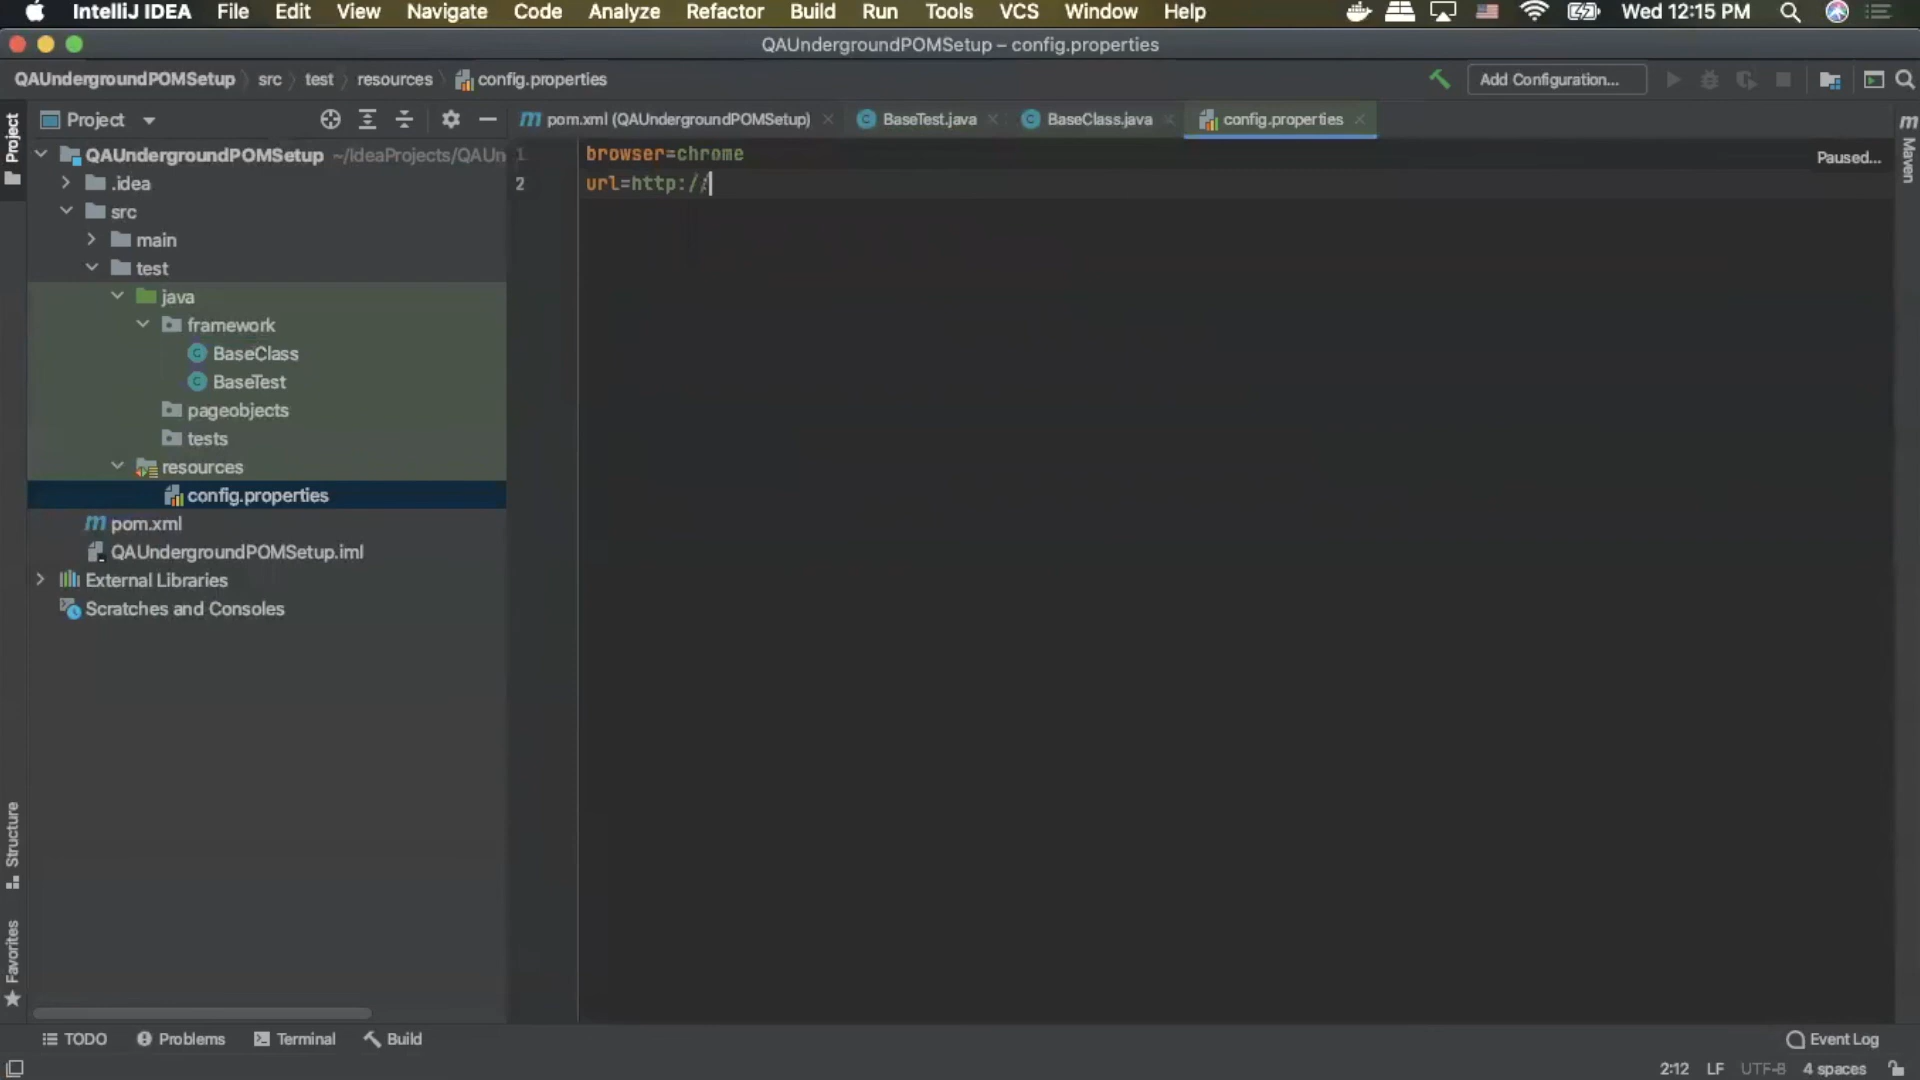 IntelliJ IDEA File Edit View Navigate Code Analyze Refactor Build Run Tools VCS Window Help Wed 12:15 PM
QAUndergroundPOMSetup – config.properties
QAUndergroundPOMSetup src test resources config.properties Add Configuration...
Project
Project
pom.xml (QAUndergroundPOMSetup) BaseTest.java BaseClass.java config.properties
QAUndergroundPOMSetup ~/IdeaProjects/QAUn
.idea
src
main
test
java
framework
BaseClass
BaseTest
pageobjects
tests
resources
config.properties
pom.xml
QAUndergroundPOMSetup.iml
External Libraries
Scratches and Consoles
1 browser=chrome
2 url=http://
Paused...
Maven
Structure
Favorites
TODO Problems Terminal Build Event Log
2:12 LF UTF-8 4 spaces